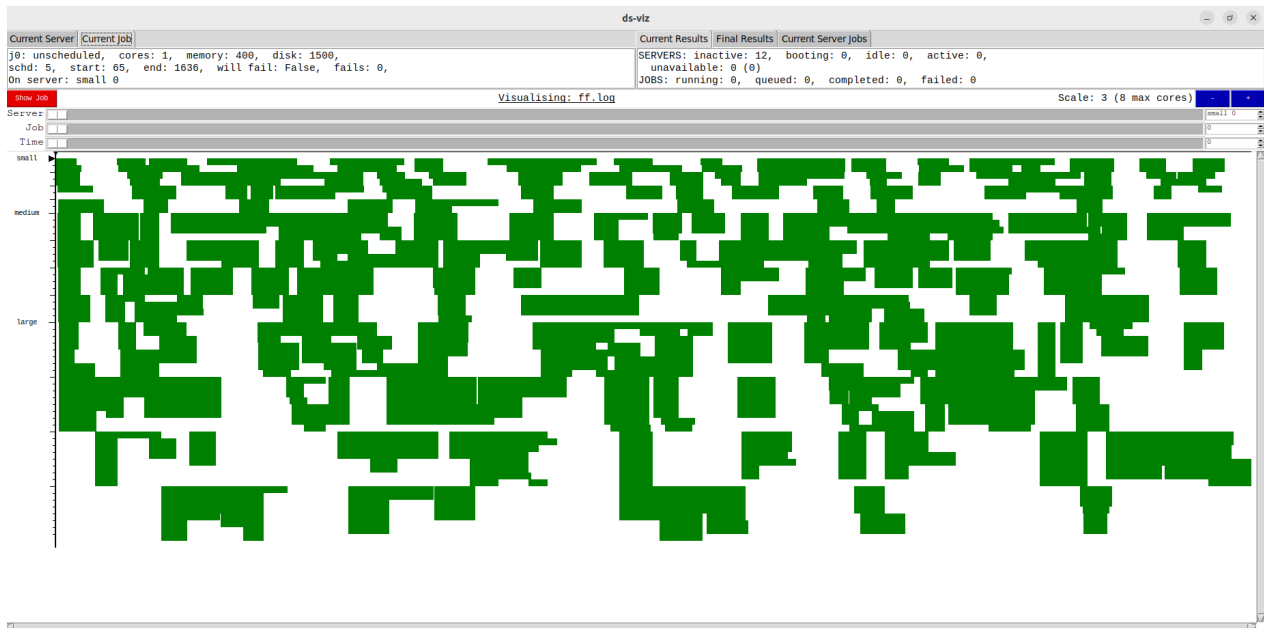 ds-viz
Current Server Current Job
Current Results Final Results Current Server Jobs
j0: unscheduled, cores: 1, memory: 400, disk: 1500,
schd: 5, start: 65, end: 1636, will fail: False, fails: 0,
On server: small 0
SERVERS: inactive: 12, booting: 0, idle: 0, active: 0,
unavailable: 0 (0)
JOBS: running: 0, queued: 0, completed: 0, failed: 0
Show Job Visualising: ff.log Scale: 3 (8 max cores) - +
Server small 0
Job 0
Time 0
small
medium
large